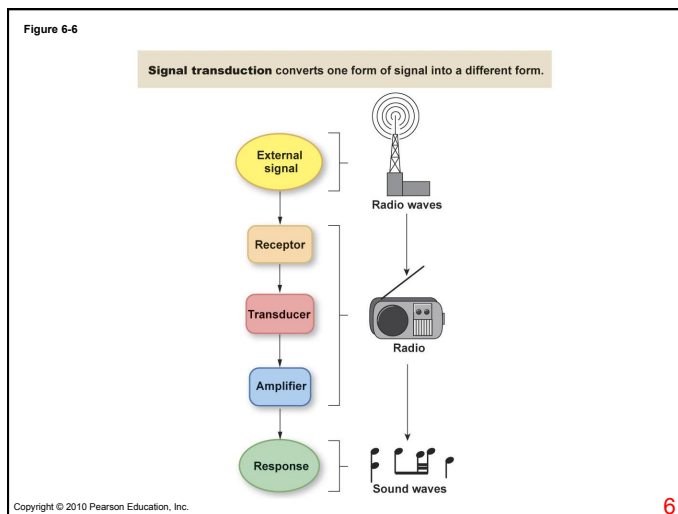 Figure 6-6
Signal transduction converts one form of signal into a different form.
External
signal
Radio waves
Receptor
Transducer
Radio
Amplifier
Response
Sound waves
Copyright © 2010 Pearson Education, Inc.
6